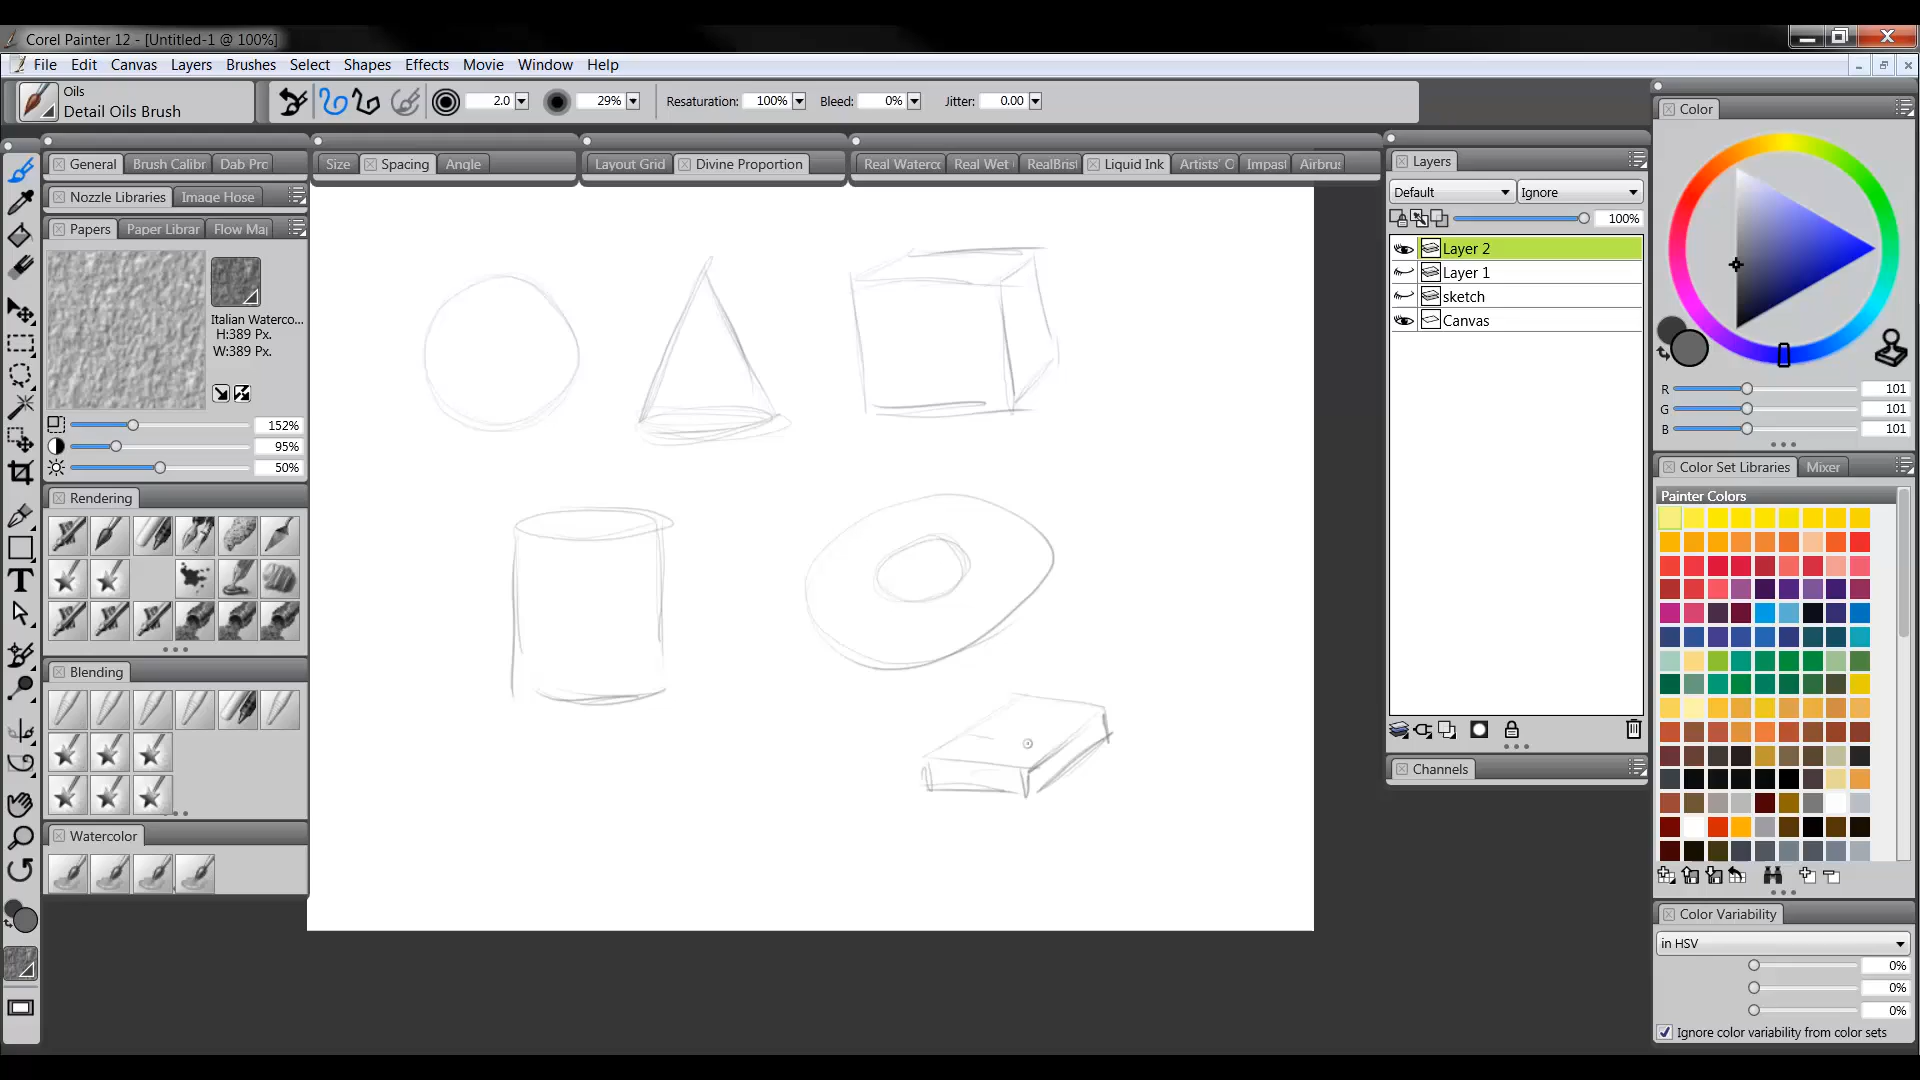 Corel Painter 12 - [Untitled-1 @ 100%]
File Edit Canvas Layers Brushes Select Shapes Effects Movie Window Help
Oils
Detail Oils Brush
2.0 29% Resaturation: 100% Bleed: 0% Jitter: 0.00
General Brush Calibr Dab Pro
Size Spacing Angle
Layout Grid Divine Proportion
Real Waterco Real Wet RealBrist Liquid Ink Artists' O Impast Airbrus
Nozzle Libraries Image Hose
Papers Paper Librar Flow Map
Italian Waterco...
H:389 Px.
W:389 Px.
152%
95%
50%
Rendering
Blending
Watercolor
Layers
Default Ignore
100%
Layer 2
Layer 1
sketch
Canvas
Channels
Color
R 101
G 101
B 101
Color Set Libraries Mixer
Painter Colors
Color Variability
in HSV
0%
0%
0%
Ignore color variability from color sets